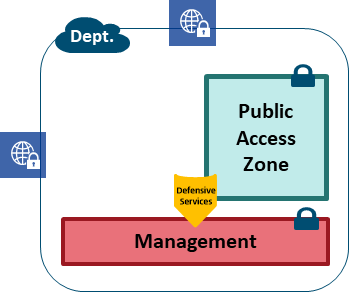 Dept.
Public
Access
Zone
Defensive
Services
Management